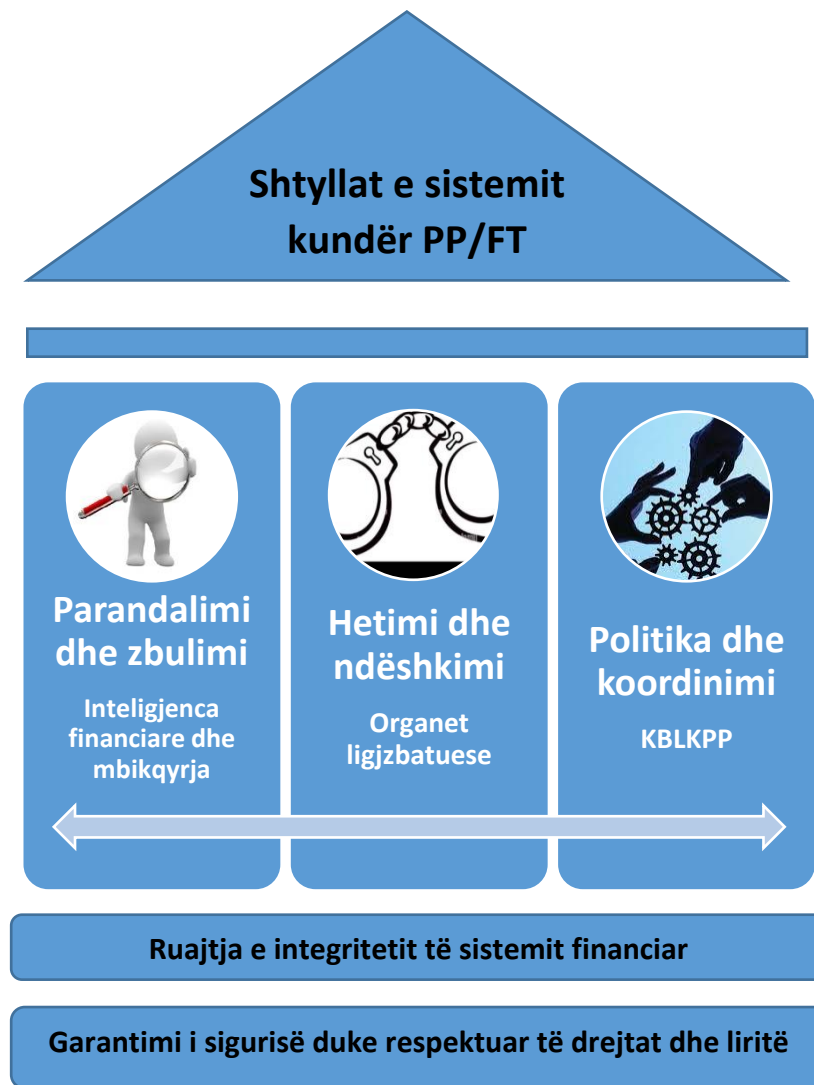 Shtyllat e sistemit
kundër PP/FT
Parandalimi
dhe zbulimi
Inteligjenca
financiare dhe
mbikqyrja
Hetimi dhe
ndëshkimi
Organet
ligjzbatuese
Politika dhe
koordinimi
KBLKPP
Ruajtja e integritetit të sistemit financiar
Garantimi i sigurisë duke respektuar të drejtat dhe liritë